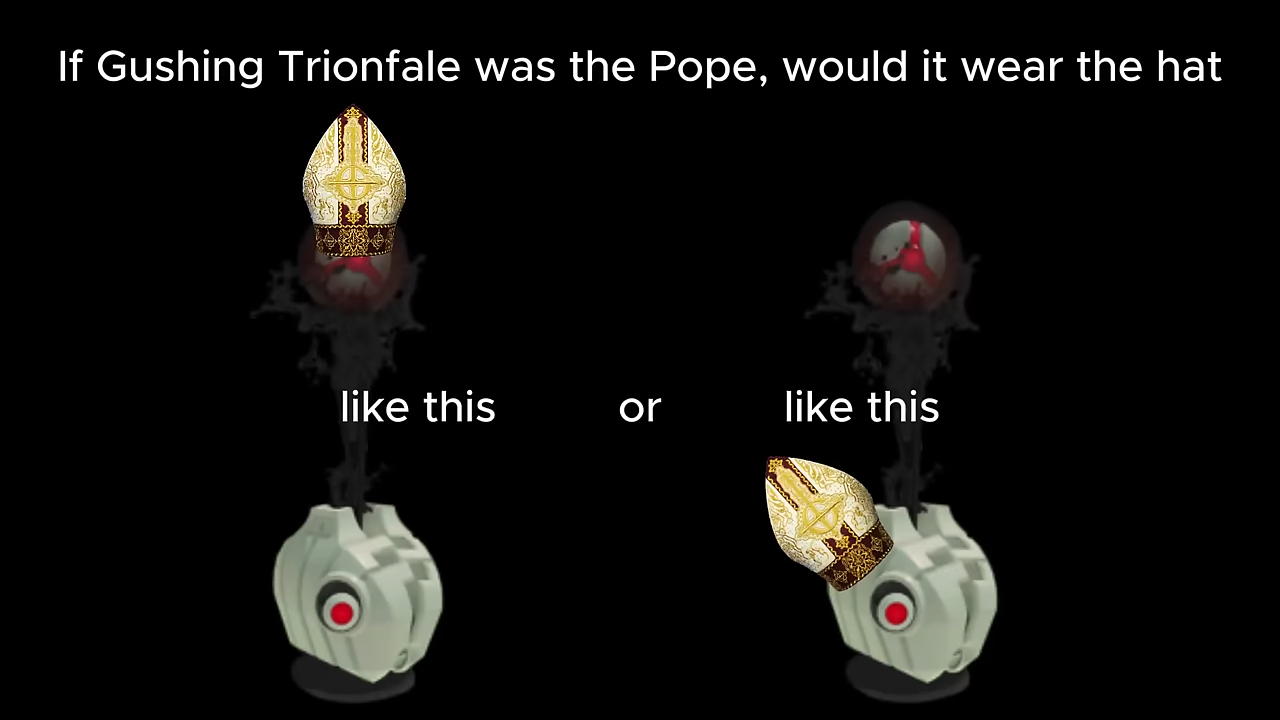 If Gushing Trionfale was the Pope, would it wear the hat
like this or like this